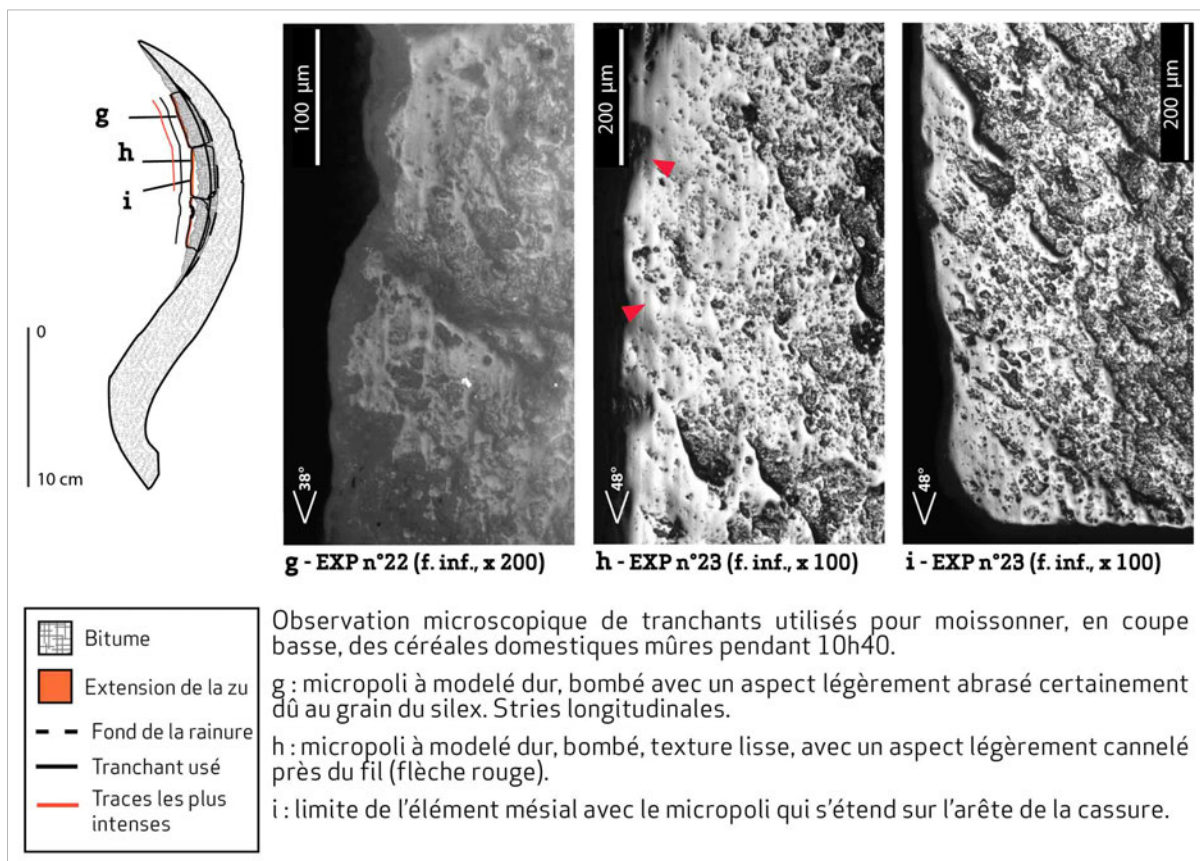 g
h
i
0
10 cm
100 µm
38°
g - EXP n°22 (f. inf., x 200)
200 µm
48°
h - EXP n°23 (f. inf., x 100)
200 µm
48°
i - EXP n°23 (f. inf., x 100)
Bitume
Extension de la zu
Fond de la rainure
Tranchant usé
Traces les plus
intenses
Observation microscopique de tranchants utilisés pour moissonner, en coupe
basse, des céréales domestiques mûres pendant 10h40.
g : micropoli à modelé dur, bombé avec un aspect légèrement abrasé certainement
dû au grain du silex. Stries longitudinales.
h : micropoli à modelé dur, bombé, texture lisse, avec un aspect légèrement cannelé
près du fil (flèche rouge).
i : limite de l’élément mésial avec le micropoli qui s’étend sur l’arête de la cassure.